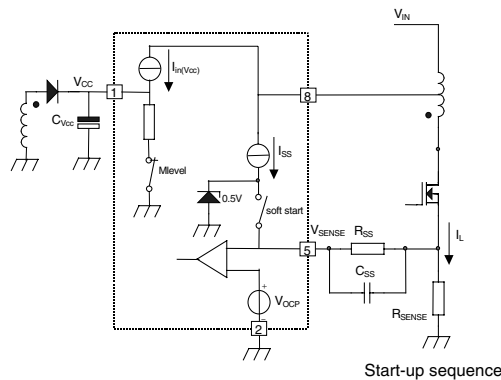 V_IN
V_CC
I_in(Vcc)
1
8
C_Vcc
I_SS
Mlevel
0.5V
soft start
V_SENSE
R_SS
I_L
5
C_SS
V_OCP
+
−
R_SENSE
2
Start-up sequence